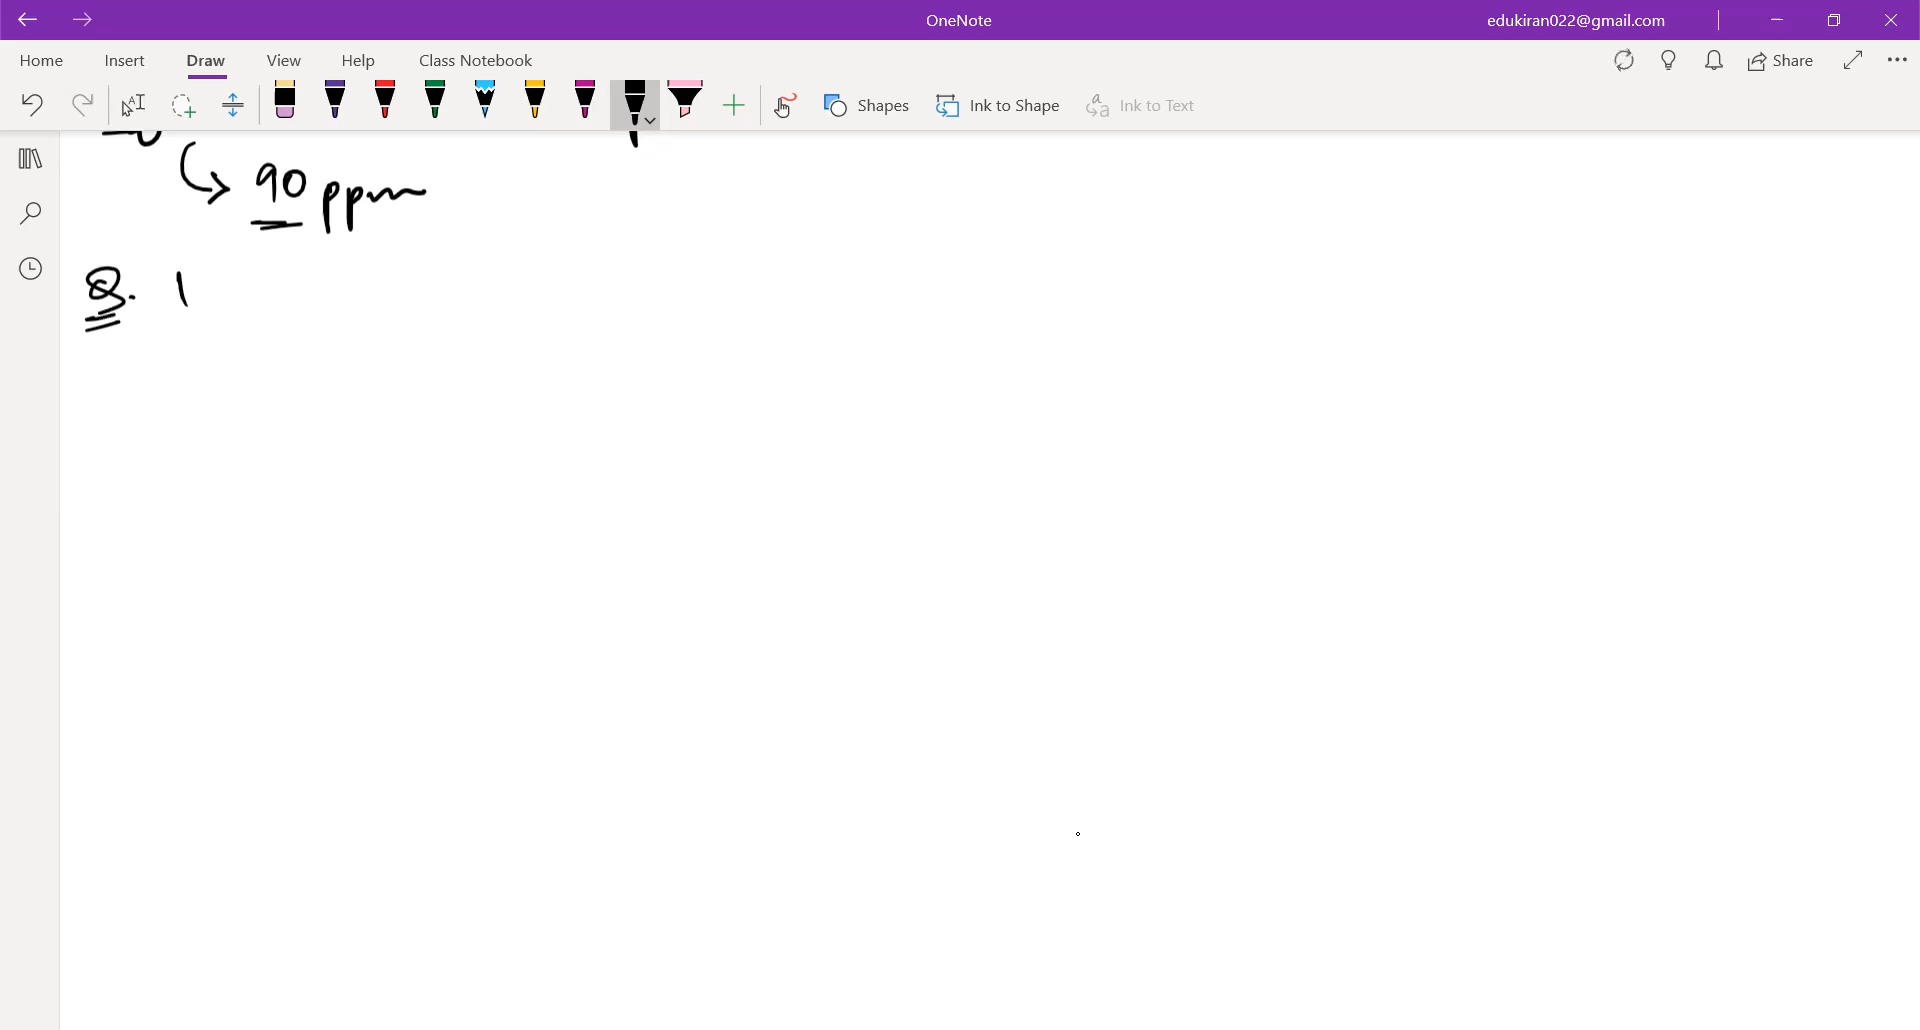 OneNote
edukiran022@gmail.com
Home Insert Draw View Help Class Notebook
Share
Shapes Ink to Shape Ink to Text
90 ppm
Q. 1